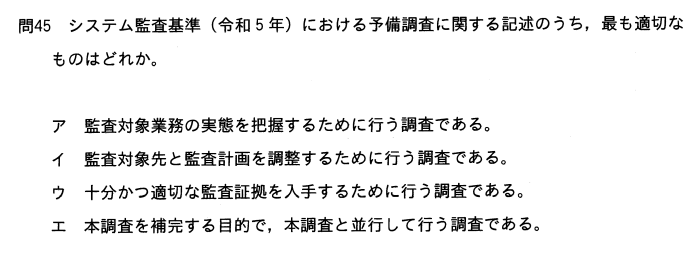 問45 システム監査基準（令和5年）における予備調査に関する記述のうち，最も適切な
ものはどれか。
ア 監査対象業務の実態を把握するために行う調査である。
イ 監査対象先と監査計画を調整するために行う調査である。
ウ 十分かつ適切な監査証拠を入手するために行う調査である。
エ 本調査を補完する目的で，本調査と並行して行う調査である。